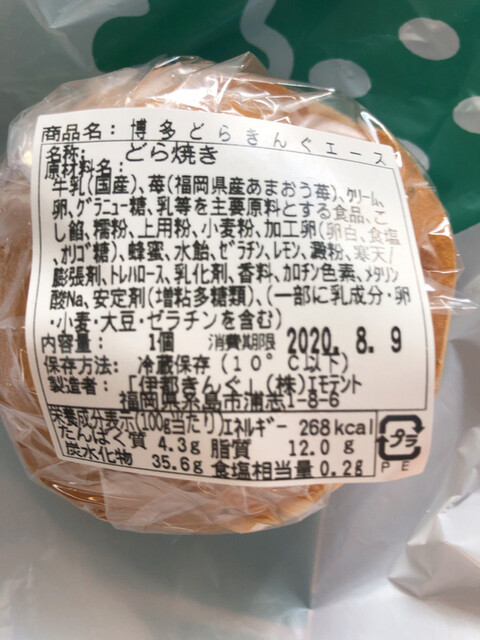 商品名: 博多どらきんぐエース
名称: どら焼き
原材料名:
牛乳(国産)、苺(福岡県産あまおう苺)、クリーム、
卵、グラニュー糖、乳等を主要原料とする食品、こ
し餡、糯粉、上用粉、小麦粉、加工卵(卵白、食塩
、オリゴ糖)、蜂蜜、水飴、ゼラチン、レモン、澱粉、寒天/
膨張剤、トレハロース、乳化剤、香料、カロチン色素、メタリン
酸Na、安定剤(増粘多糖類)、(一部に乳成分・卵
・小麦・大豆・ゼラチンを含む)
内容量: 1個 消費期限 2020. 8. 9
保存方法: 冷蔵保存(10°C以下)
製造者: 「伊都きんぐ」(株)エモテント
福岡県糸島市浦志1-8-6
栄養成分表示(100g当たり)エネルギー 268kcal
たんぱく質 4.3g 脂質 12.0g
炭水化物 35.6g 食塩相当量 0.2g
プラ
PE